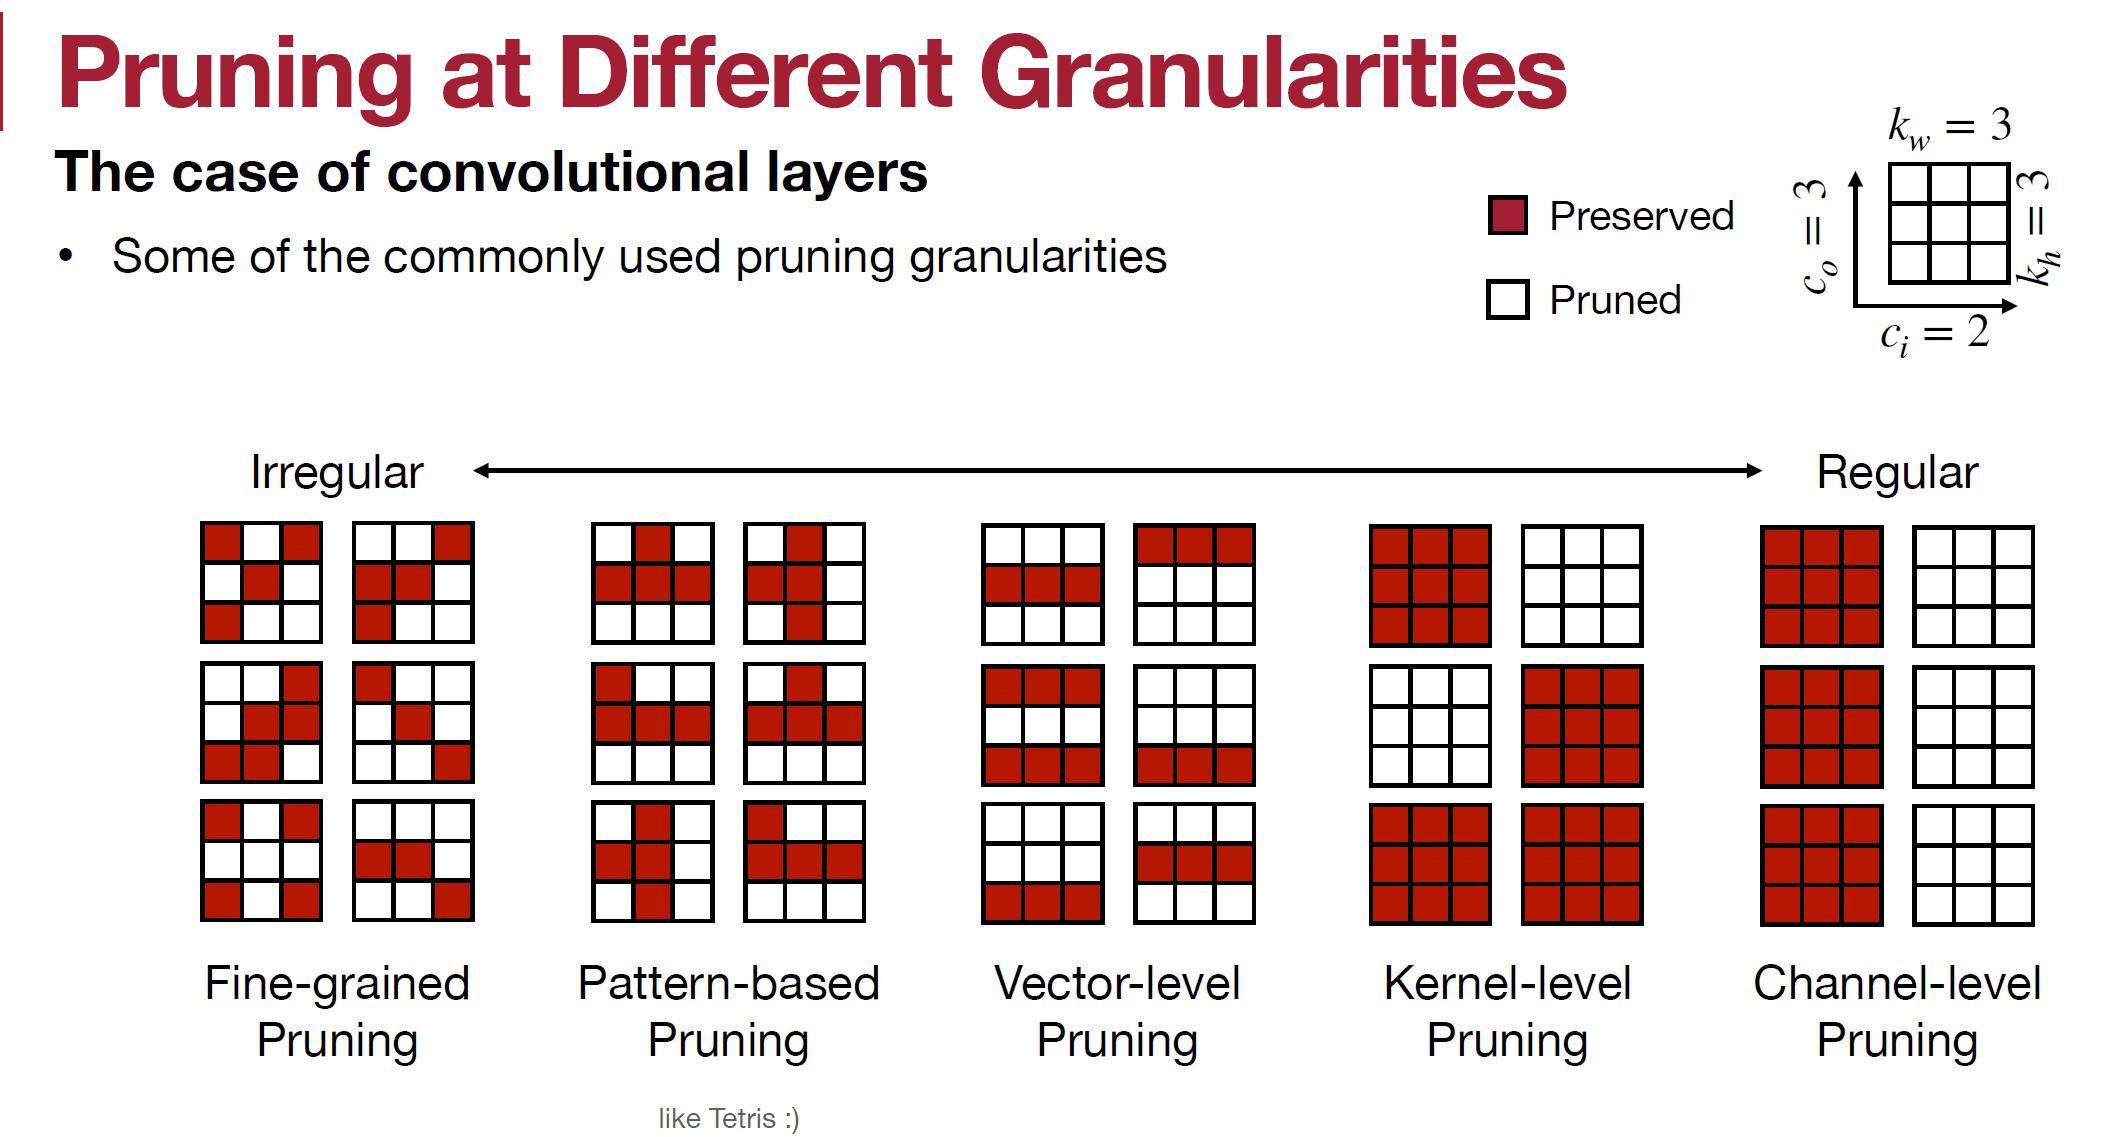 Pruning at Different Granularities
The case of convolutional layers
• Some of the commonly used pruning granularities
Preserved
Pruned
k_w = 3
k_h = 3
c_o = 3
c_i = 2
Irregular
Regular
Fine-grained
Pruning
Pattern-based
Pruning
Vector-level
Pruning
Kernel-level
Pruning
Channel-level
Pruning
like Tetris :)